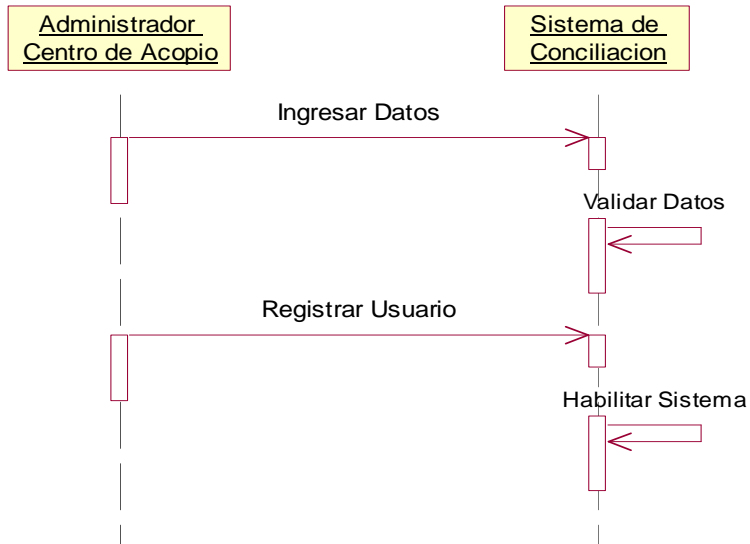 Administrador
Centro de Acopio
Sistema de
Conciliacion
Ingresar Datos
Validar Datos
Registrar Usuario
Habilitar Sistema